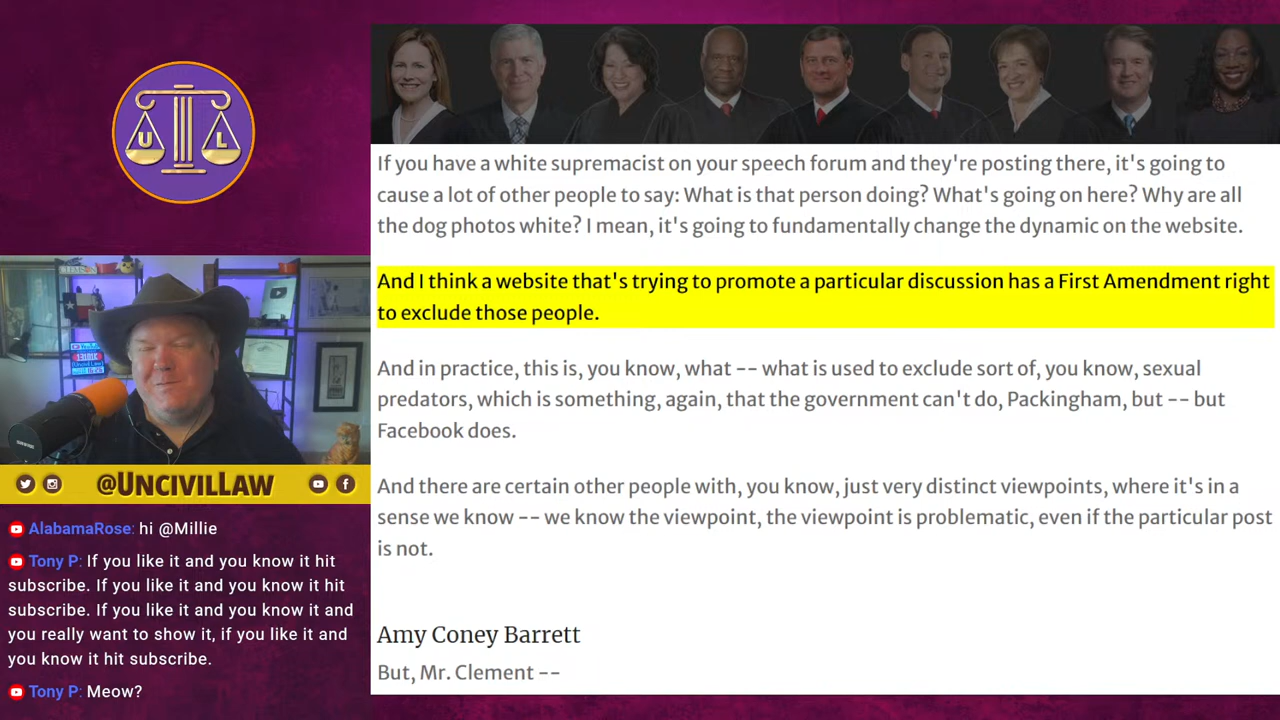 U L
If you have a white supremacist on your speech forum and they're posting there, it's going to
cause a lot of other people to say: What is that person doing? What's going on here? Why are all
the dog photos white? I mean, it's going to fundamentally change the dynamic on the website.
And I think a website that's trying to promote a particular discussion has a First Amendment right
to exclude those people.
And in practice, this is, you know, what -- what is used to exclude sort of, you know, sexual
predators, which is something, again, that the government can't do, Packingham, but -- but
Facebook does.
And there are certain other people with, you know, just very distinct viewpoints, where it's in a
sense we know -- we know the viewpoint, the viewpoint is problematic, even if the particular post
is not.
Amy Coney Barrett
But, Mr. Clement --
@UNCIVILLAW
AlabamaRose: hi @Millie
Tony P: If you like it and you know it hit
subscribe. If you like it and you know it hit
subscribe. If you like it and you know it and
you really want to show it, if you like it and
you know it hit subscribe.
Tony P: Meow?